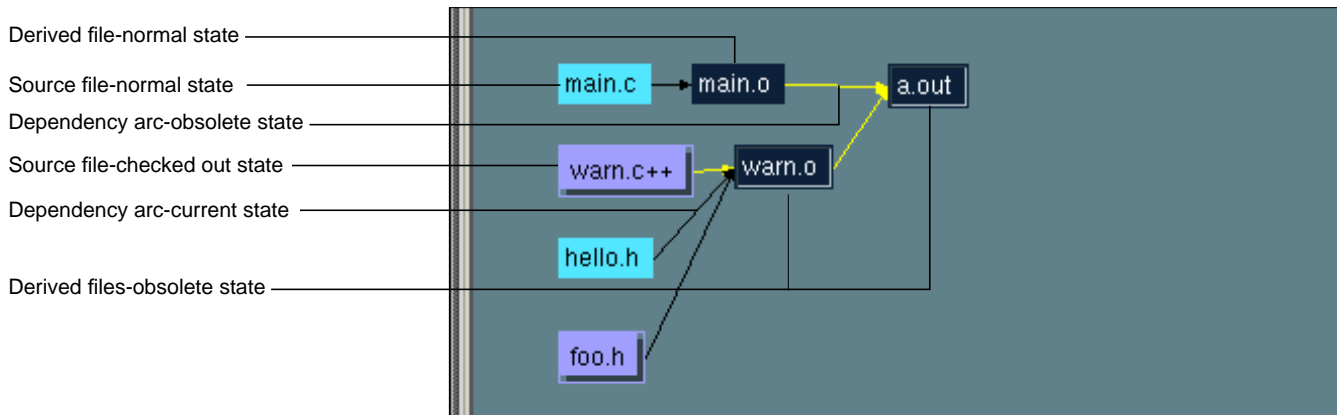 Derived file-normal state
Source file-normal state
Dependency arc-obsolete state
Source file-checked out state
Dependency arc-current state
Derived files-obsolete state
main.c
main.o
a.out
warn.c++
warn.o
hello.h
foo.h